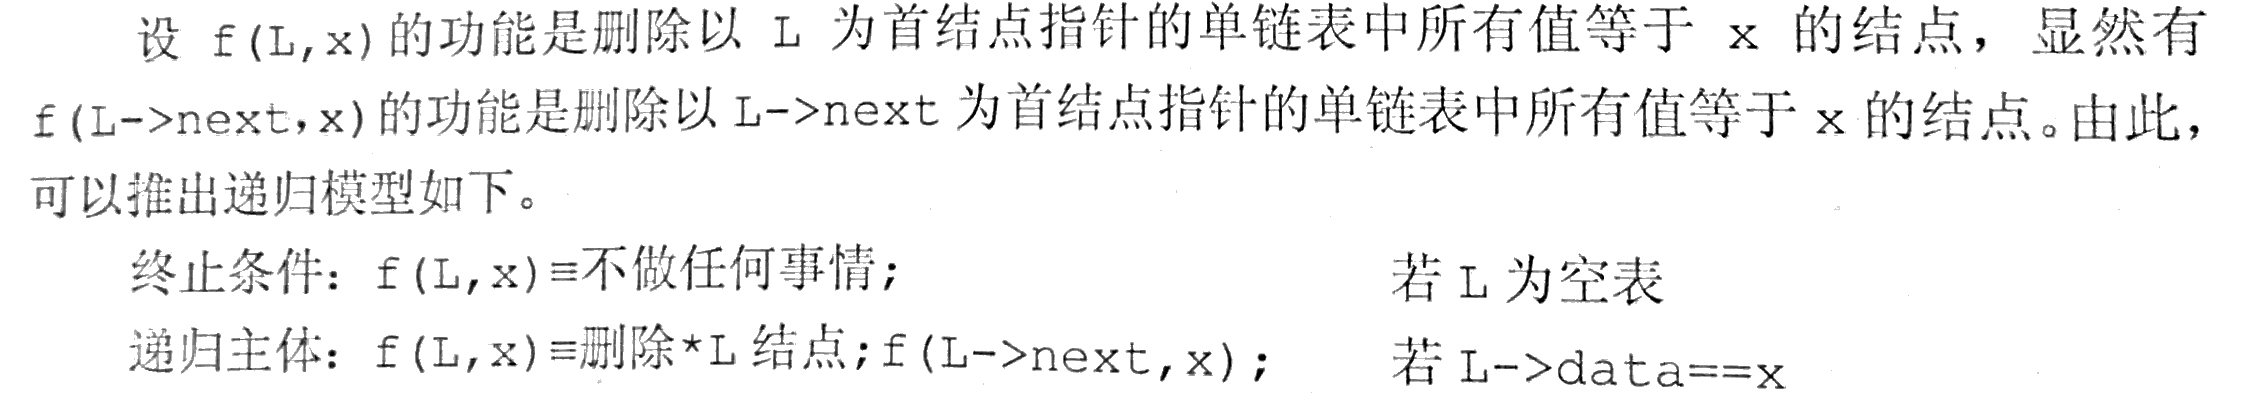 设 f(L,x)的功能是删除以 L 为首结点指针的单链表中所有值等于 x 的结点，显然有
f(L->next,x)的功能是删除以L->next 为首结点指针的单链表中所有值等于 x 的结点。由此，
可以推出递归模型如下。
终止条件：f(L,x)≡不做任何事情； 若 L 为空表
递归主体：f(L,x)≡删除*L 结点;f(L->next,x); 若 L->data==x